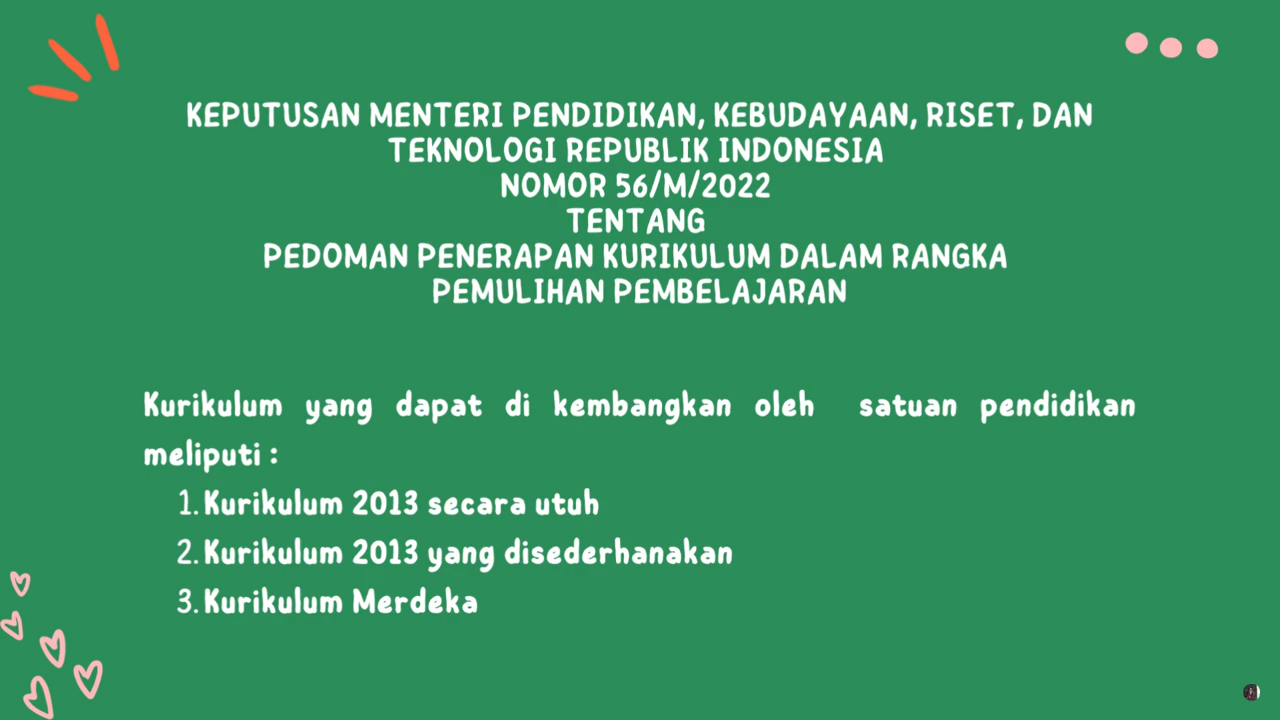 KEPUTUSAN MENTERI PENDIDIKAN, KEBUDAYAAN, RISET, DAN
TEKNOLOGI REPUBLIK INDONESIA
NOMOR 56/M/2022
TENTANG
PEDOMAN PENERAPAN KURIKULUM DALAM RANGKA
PEMULIHAN PEMBELAJARAN
Kurikulum yang dapat di kembangkan oleh satuan pendidikan
meliputi :
1. Kurikulum 2013 secara utuh
2. Kurikulum 2013 yang disederhanakan
3. Kurikulum Merdeka